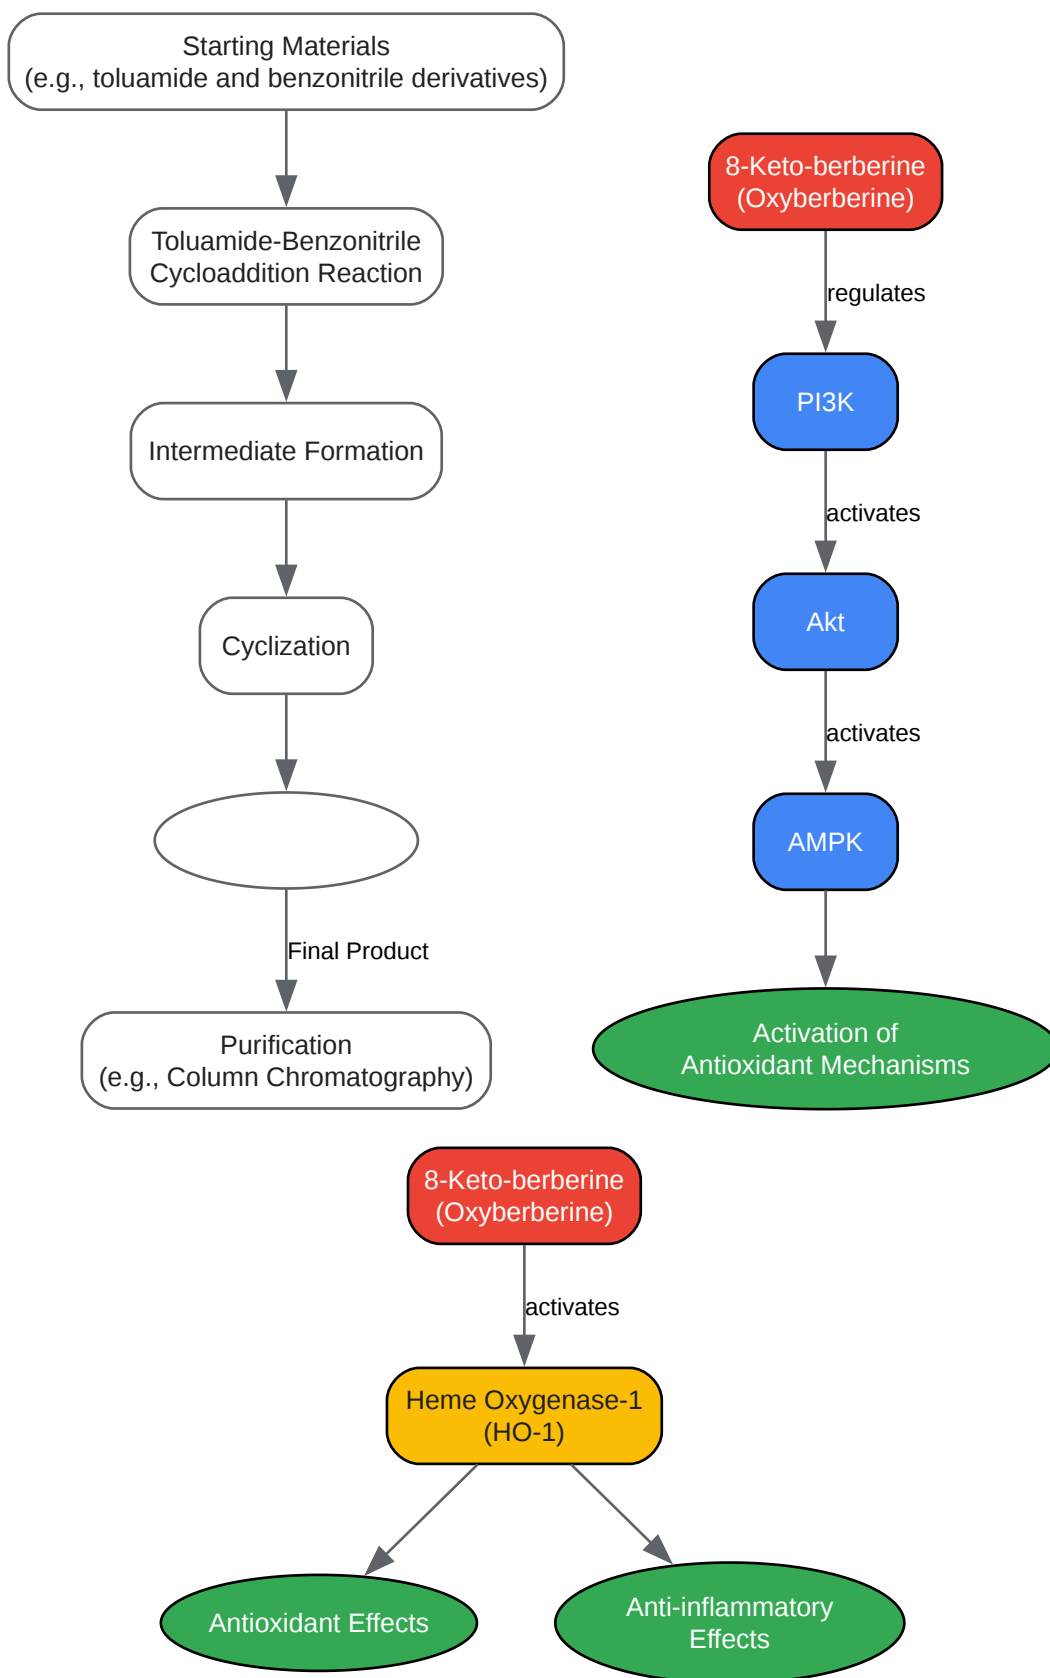 Starting Materials
(e.g., toluamide and benzonitrile derivatives)
Toluamide-Benzonitrile
Cycloaddition Reaction
Intermediate Formation
Cyclization
Final Product
Purification
(e.g., Column Chromatography)
8-Keto-berberine
(Oxyberberine)
regulates
PI3K
activates
Akt
activates
AMPK
Activation of
Antioxidant Mechanisms
8-Keto-berberine
(Oxyberberine)
activates
Heme Oxygenase-1
(HO-1)
Antioxidant Effects
Anti-inflammatory
Effects